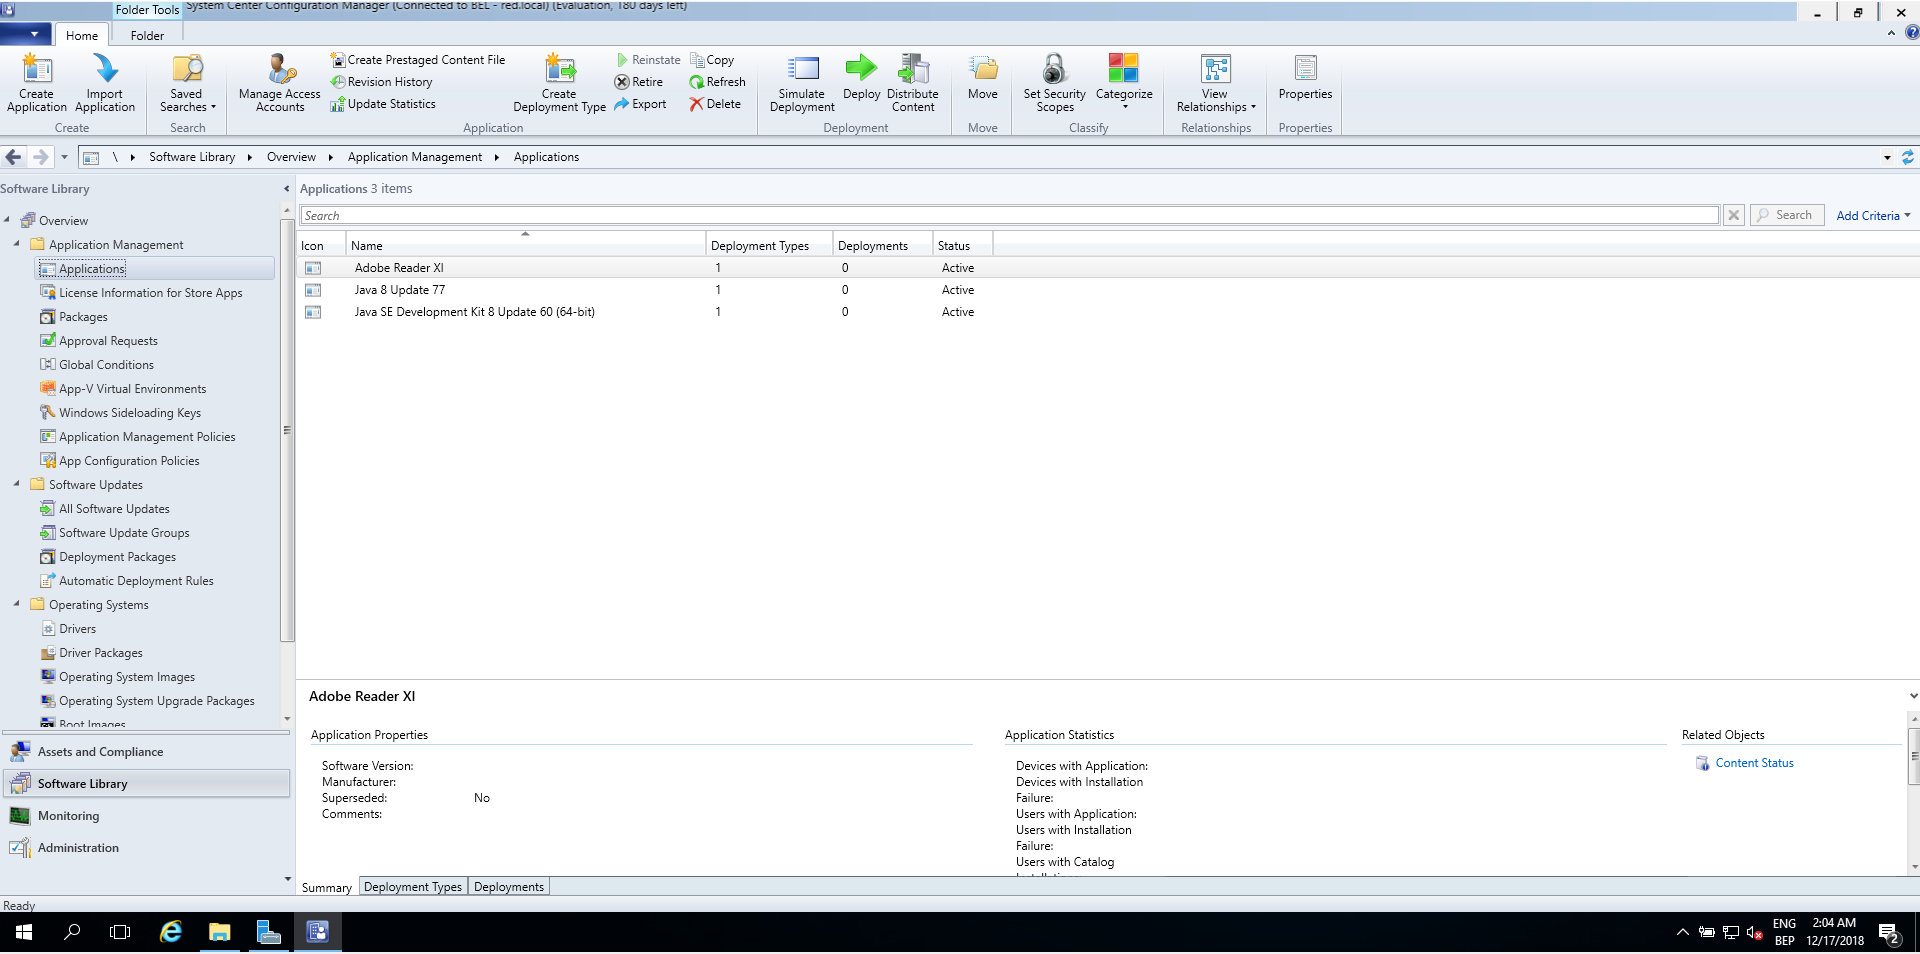 Folder Tools System Center Configuration Manager (Connected to BEL - red.local) (Evaluation, 180 days left)
Home Folder
Create Application
Import Application
Create
Saved Searches
Search
Manage Access Accounts
Create Prestaged Content File
Revision History
Update Statistics
Create Deployment Type
Reinstate
Retire
Export
Copy
Refresh
Delete
Application
Simulate Deployment
Deploy
Distribute Content
Deployment
Move
Move
Set Security Scopes
Categorize
Classify
View Relationships
Relationships
Properties
Properties
\ Software Library Overview Application Management Applications
Software Library
Overview
Application Management
Applications
License Information for Store Apps
Packages
Approval Requests
Global Conditions
App-V Virtual Environments
Windows Sideloading Keys
Application Management Policies
App Configuration Policies
Software Updates
All Software Updates
Software Update Groups
Deployment Packages
Automatic Deployment Rules
Operating Systems
Drivers
Driver Packages
Operating System Images
Operating System Upgrade Packages
Boot Images
Assets and Compliance
Software Library
Monitoring
Administration
Applications 3 items
Search
Search
Add Criteria
Icon Name Deployment Types Deployments Status
Adobe Reader XI 1 0 Active
Java 8 Update 77 1 0 Active
Java SE Development Kit 8 Update 60 (64-bit) 1 0 Active
Adobe Reader XI
Application Properties
Software Version:
Manufacturer:
Superseded: No
Comments:
Application Statistics
Devices with Application:
Devices with Installation
Failure:
Users with Application:
Users with Installation
Failure:
Users with Catalog
Related Objects
Content Status
Summary Deployment Types Deployments
Ready
ENG
BEP
2:04 AM
12/17/2018
2